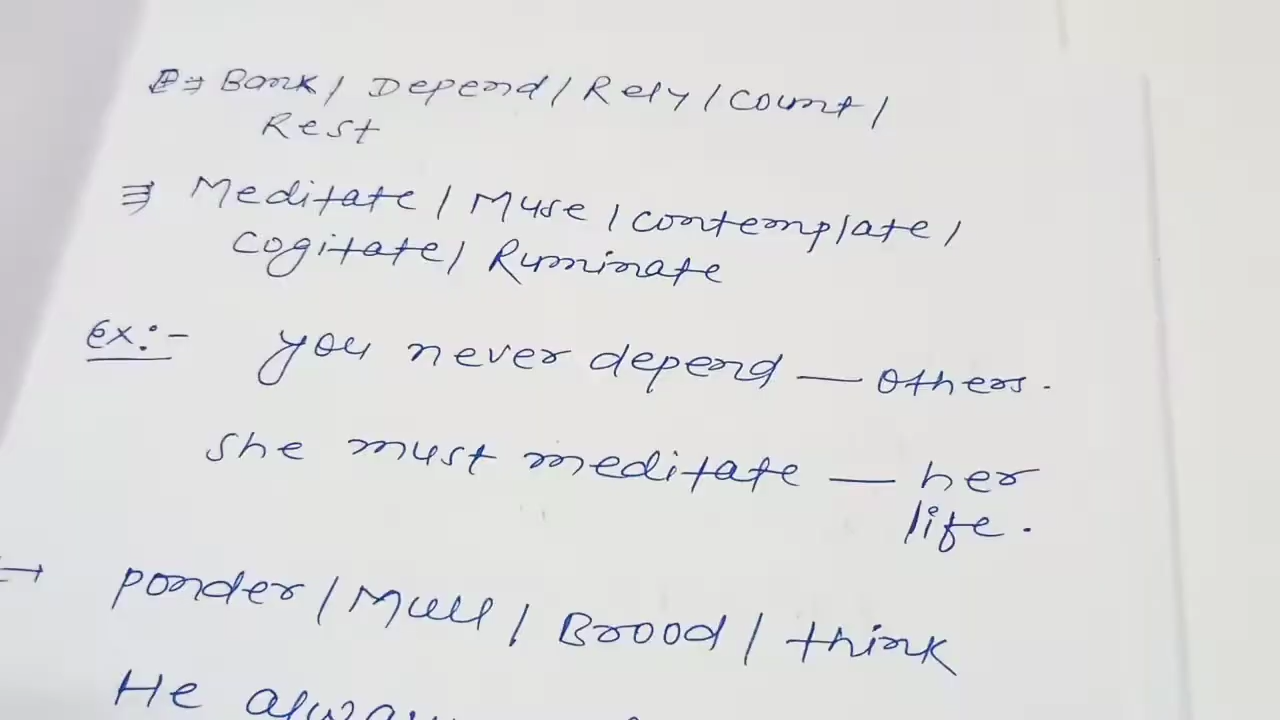 ⇒ Bank / Depend / Rely / Count /
Rest
⇒ Meditate / Muse / contemplate /
Cogitate / Ruminate
Ex:- you never depend — others.
She must meditate — her
life.
→ ponder / Mull / Brood / think
He